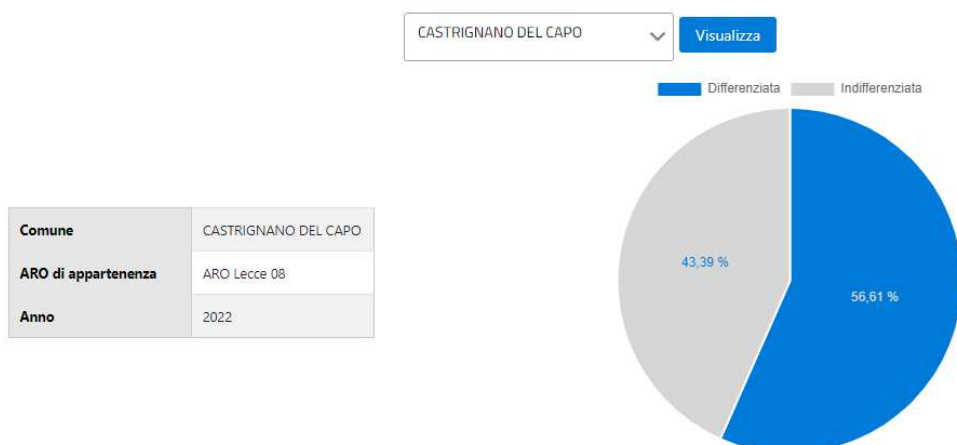 CASTRIGNANO DEL CAPO
Visualizza
Differenziata
Indifferenziata
43,39 %
56,61 %
Comune CASTRIGNANO DEL CAPO
ARO di appartenenza ARO Lecce 08
Anno 2022